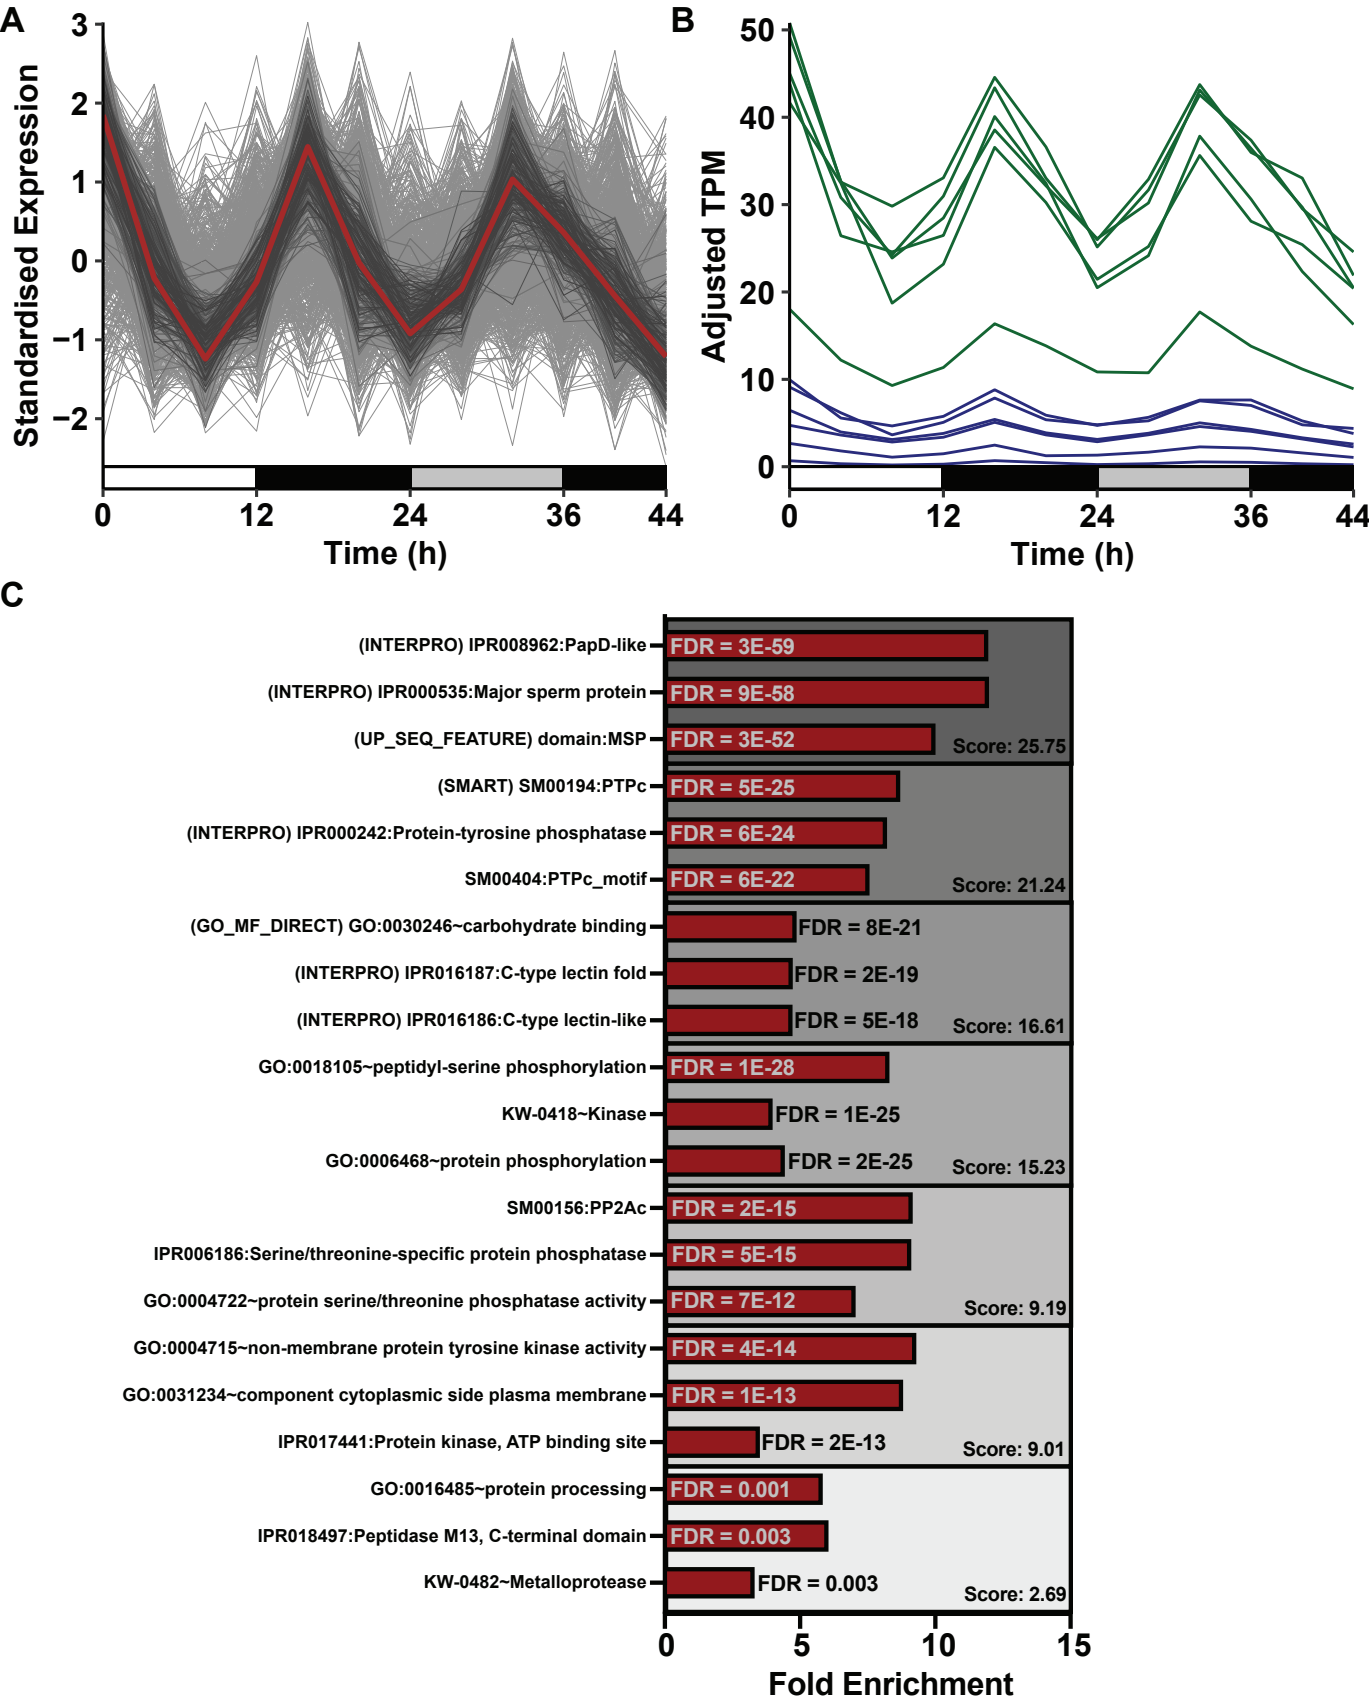 A
B
3
2
1
0
−1
−2
Standardised Expression
0
12
24
36
44
Time (h)
50
40
30
20
10
0
Adjusted TPM
0
12
24
36
44
Time (h)
C
(INTERPRO) IPR008962:PapD-like
FDR = 3E-59
(INTERPRO) IPR000535:Major sperm protein
FDR = 9E-58
(UP_SEQ_FEATURE) domain:MSP
FDR = 3E-52
Score: 25.75
(SMART) SM00194:PTPc
FDR = 5E-25
(INTERPRO) IPR000242:Protein-tyrosine phosphatase
FDR = 6E-24
SM00404:PTPc_motif
FDR = 6E-22
Score: 21.24
(GO_MF_DIRECT) GO:0030246~carbohydrate binding
FDR = 8E-21
(INTERPRO) IPR016187:C-type lectin fold
FDR = 2E-19
(INTERPRO) IPR016186:C-type lectin-like
FDR = 5E-18
Score: 16.61
GO:0018105~peptidyl-serine phosphorylation
FDR = 1E-28
KW-0418~Kinase
FDR = 1E-25
GO:0006468~protein phosphorylation
FDR = 2E-25
Score: 15.23
SM00156:PP2Ac
FDR = 2E-15
IPR006186:Serine/threonine-specific protein phosphatase
FDR = 5E-15
GO:0004722~protein serine/threonine phosphatase activity
FDR = 7E-12
Score: 9.19
GO:0004715~non-membrane protein tyrosine kinase activity
FDR = 4E-14
GO:0031234~component cytoplasmic side plasma membrane
FDR = 1E-13
IPR017441:Protein kinase, ATP binding site
FDR = 2E-13
Score: 9.01
GO:0016485~protein processing
FDR = 0.001
IPR018497:Peptidase M13, C-terminal domain
FDR = 0.003
KW-0482~Metalloprotease
FDR = 0.003
Score: 2.69
0
5
10
15
Fold Enrichment